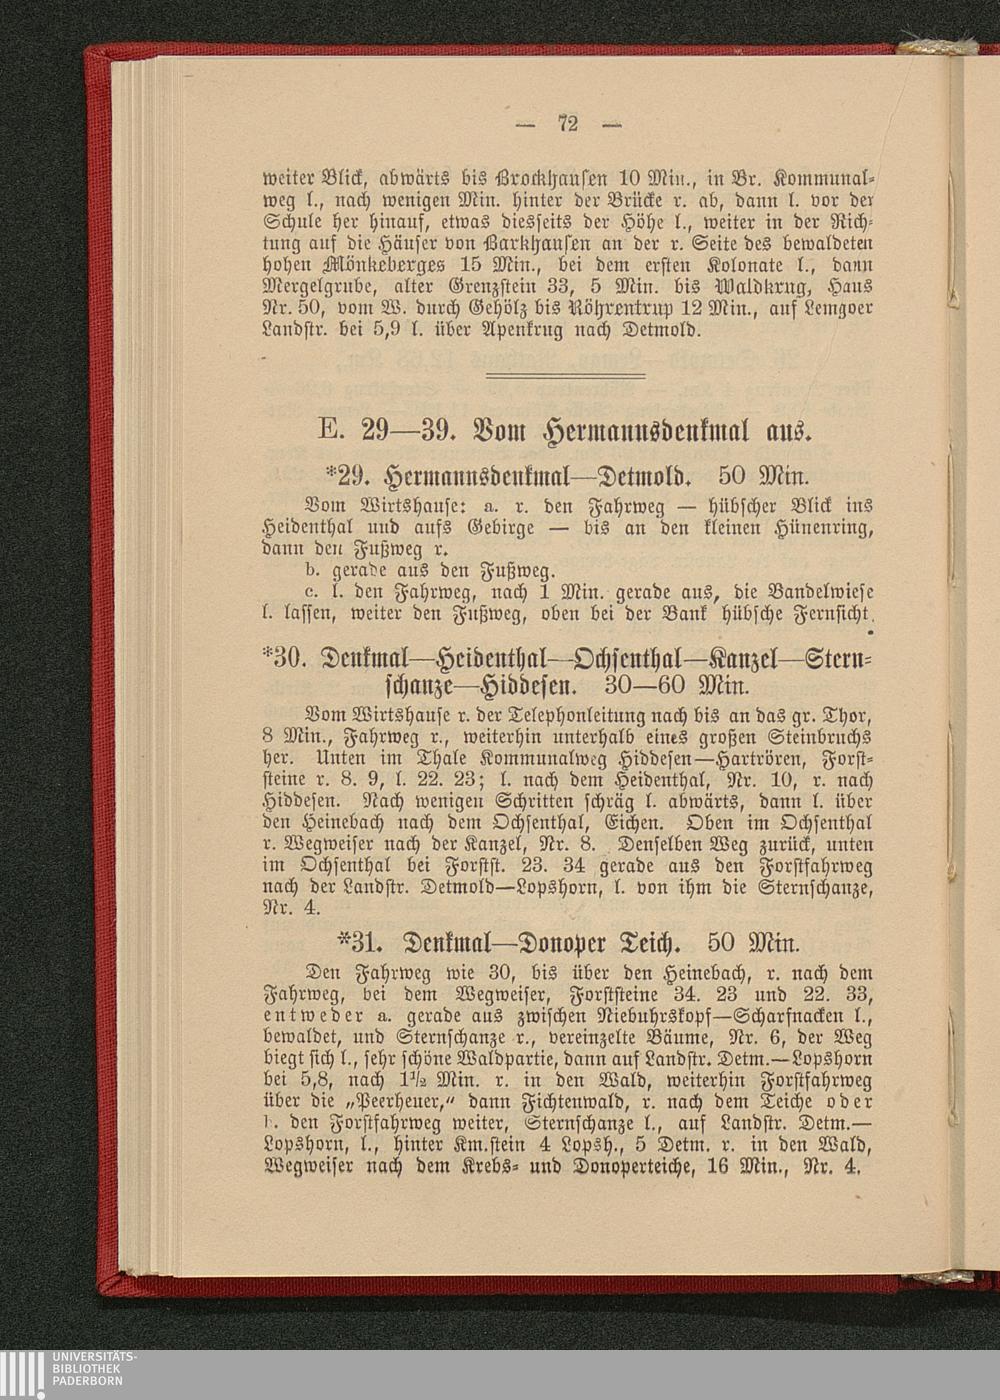 — 72 —
weiter Blick, abwärts bis Brockhausen 10 Min., in Br. Kommunal-
weg l., nach wenigen Min. hinter der Brücke r. ab, dann l. vor der
Schule her hinauf, etwas diesseits der Höhe l., weiter in der Rich-
tung auf die Häuser von Barkhausen an der r. Seite des bewaldeten
hohen Mönkeberges 15 Min., bei dem ersten Kolonate l., dann
Mergelgrube, alter Grenzstein 33, 5 Min. bis Waldkrug, Haus
Nr. 50, vom W. durch Gehölz bis Röhrentrup 12 Min., auf Lemgoer
Landstr. bei 5,9 l. über Apenkrug nach Detmold.
E. 29—39. Vom Hermannsdenkmal aus.
*29. Hermannsdenkmal—Detmold. 50 Min.
Vom Wirtshause: a. r. den Fahrweg — hübscher Blick ins
Heidenthal und aufs Gebirge — bis an den kleinen Hünenring,
dann den Fußweg r.
b. gerade aus den Fußweg.
c. l. den Fahrweg, nach 1 Min. gerade aus, die Bandelwiese
l. lassen, weiter den Fußweg, oben bei der Bank hübsche Fernsicht.
*30. Denkmal—Heidenthal—Ochsenthal—Kanzel—Stern-
schanze—Hiddesen. 30—60 Min.
Vom Wirtshause r. der Telephonleitung nach bis an das gr. Thor,
8 Min., Fahrweg r., weiterhin unterhalb eines großen Steinbruchs
her. Unten im Thale Kommunalweg Hiddesen—Hartrören, Forst-
steine r. 8. 9, l. 22. 23; l. nach dem Heidenthal, Nr. 10, r. nach
Hiddesen. Nach wenigen Schritten schräg l. abwärts, dann l. über
den Heinebach nach dem Ochsenthal, Eichen. Oben im Ochsenthal
r. Wegweiser nach der Kanzel, Nr. 8. Denselben Weg zurück, unten
im Ochsenthal bei Forstst. 23. 34 gerade aus den Forstfahrweg
nach der Landstr. Detmold—Lopshorn, l. von ihm die Sternschanze,
Nr. 4.
*31. Denkmal—Donoper Teich. 50 Min.
Den Fahrweg wie 30, bis über den Heinebach, r. nach dem
Fahrweg, bei dem Wegweiser, Forststeine 34. 23 und 22. 33,
entweder a. gerade aus zwischen Niebuhrskopf—Scharfnacken l.,
bewaldet, und Sternschanze r., vereinzelte Bäume, Nr. 6, der Weg
biegt sich l., sehr schöne Waldpartie, dann auf Landstr. Detm.—Lopshorn
bei 5,8, nach 1½ Min. r. in den Wald, weiterhin Forstfahrweg
über die „Peerheuer,“ dann Fichtenwald, r. nach dem Teiche oder
b. den Forstfahrweg weiter, Sternschanze l., auf Landstr. Detm.—
Lopshorn, l., hinter Km.stein 4 Lopsh., 5 Detm. r. in den Wald,
Wegweiser nach dem Krebs- und Donoperteiche, 16 Min., Nr. 4.
UNIVERSITÄTS-
BIBLIOTHEK
PADERBORN